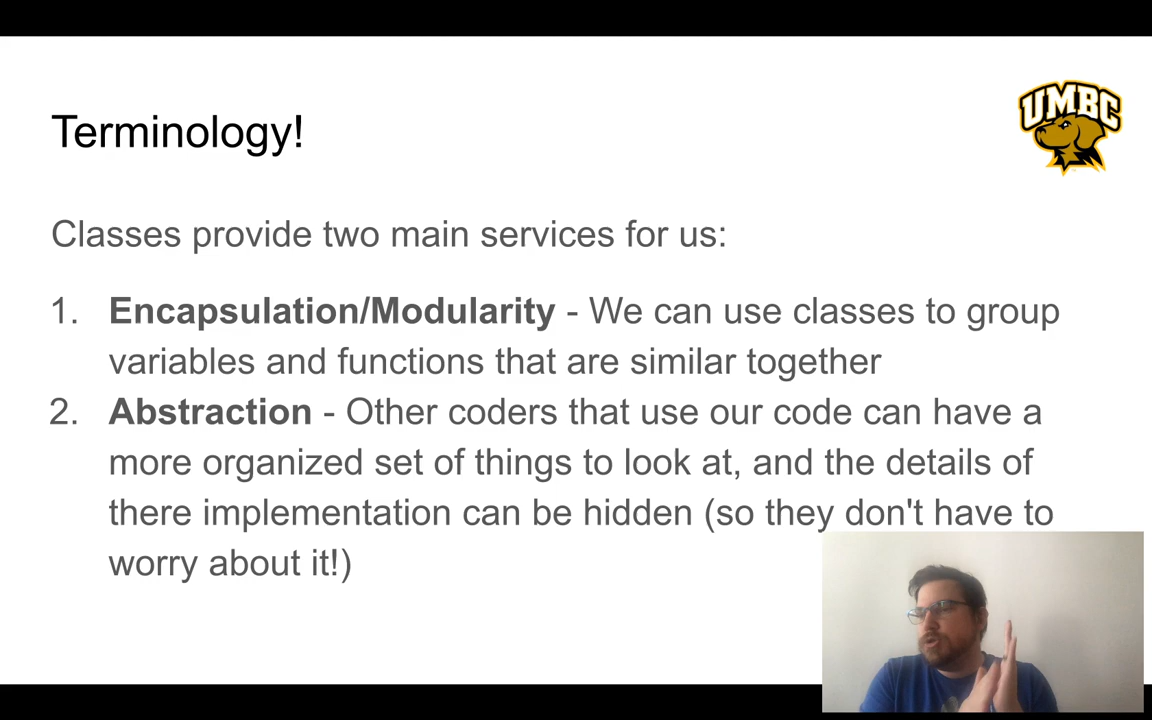 UMBC
Terminology!
Classes provide two main services for us:
1. Encapsulation/Modularity - We can use classes to group
variables and functions that are similar together
2. Abstraction - Other coders that use our code can have a
more organized set of things to look at, and the details of
there implementation can be hidden (so they don't have to
worry about it!)